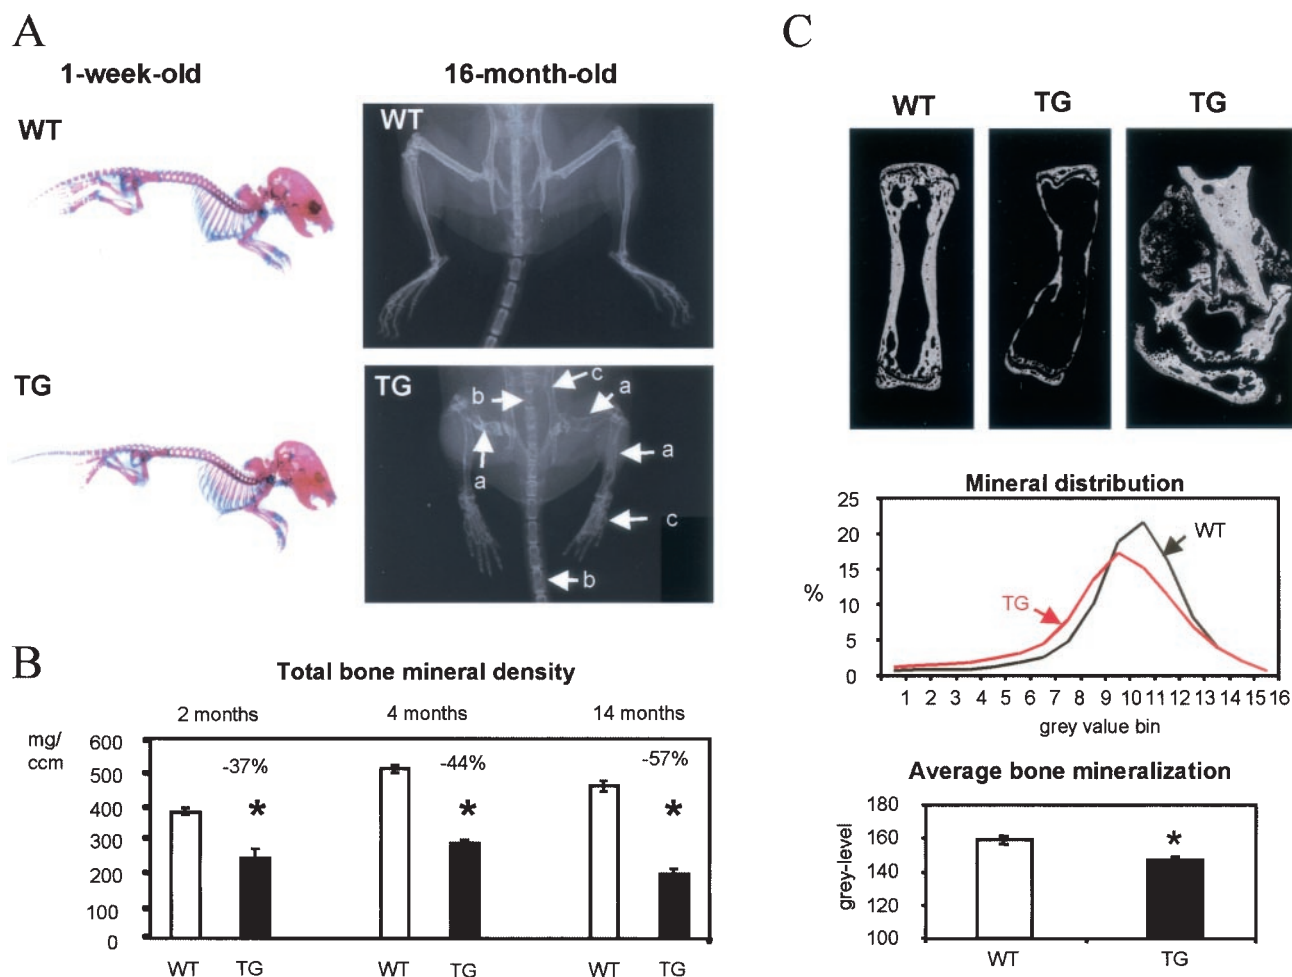 A
1-week-old
16-month-old
WT
WT
TG
TG
c
b
a
a
a
c
b
B
Total bone mineral density
2 months
4 months
14 months
mg/
ccm
600
500
400
300
200
100
0
-37%
-44%
-57%
*
*
*
WT
TG
WT
TG
WT
TG
C
WT
TG
TG
Mineral distribution
25
20
15
10
5
0
%
WT
TG
1 2 3 4 5 6 7 8 9 10 11 12 13 14 15 16
grey value bin
Average bone mineralization
180
160
140
120
100
grey-level
*
WT
TG